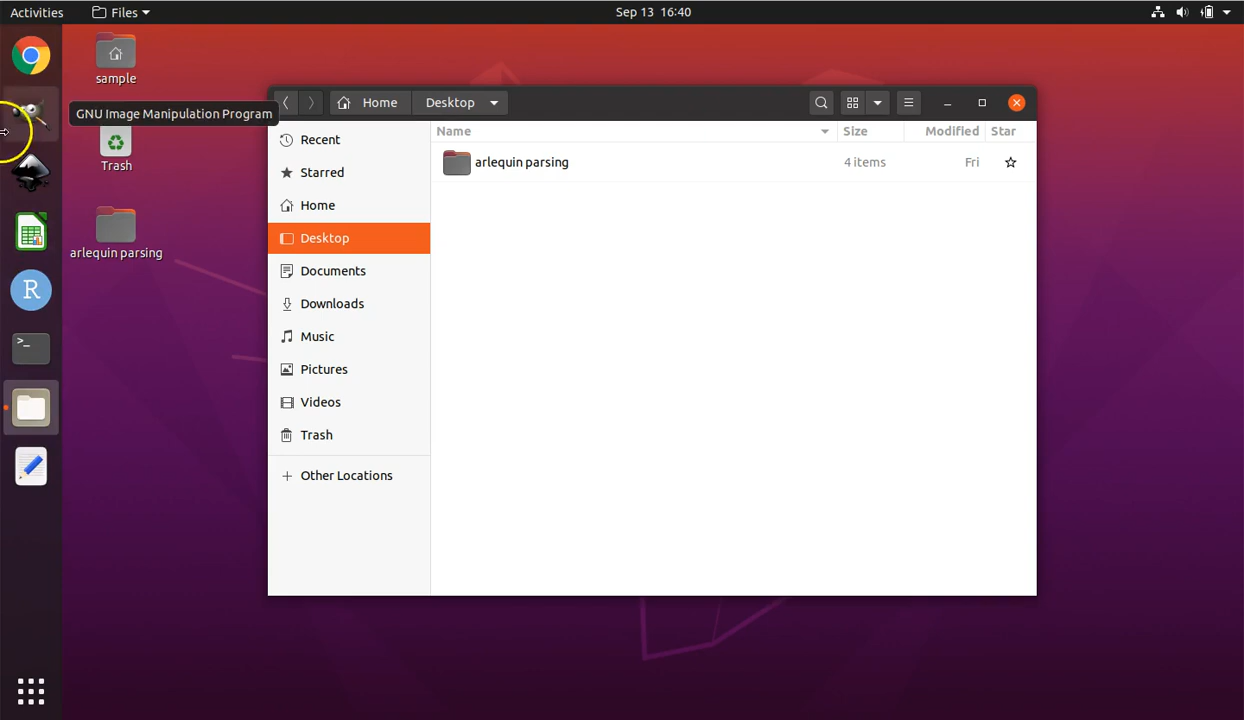 Activities
Files
Sep 13 16:40
sample
GNU Image Manipulation Program
Trash
arlequin parsing
R
>_
Home
Desktop
Recent
Starred
Home
Desktop
Documents
Downloads
Music
Pictures
Videos
Trash
+ Other Locations
Name
Size
Modified
Star
arlequin parsing
4 items
Fri